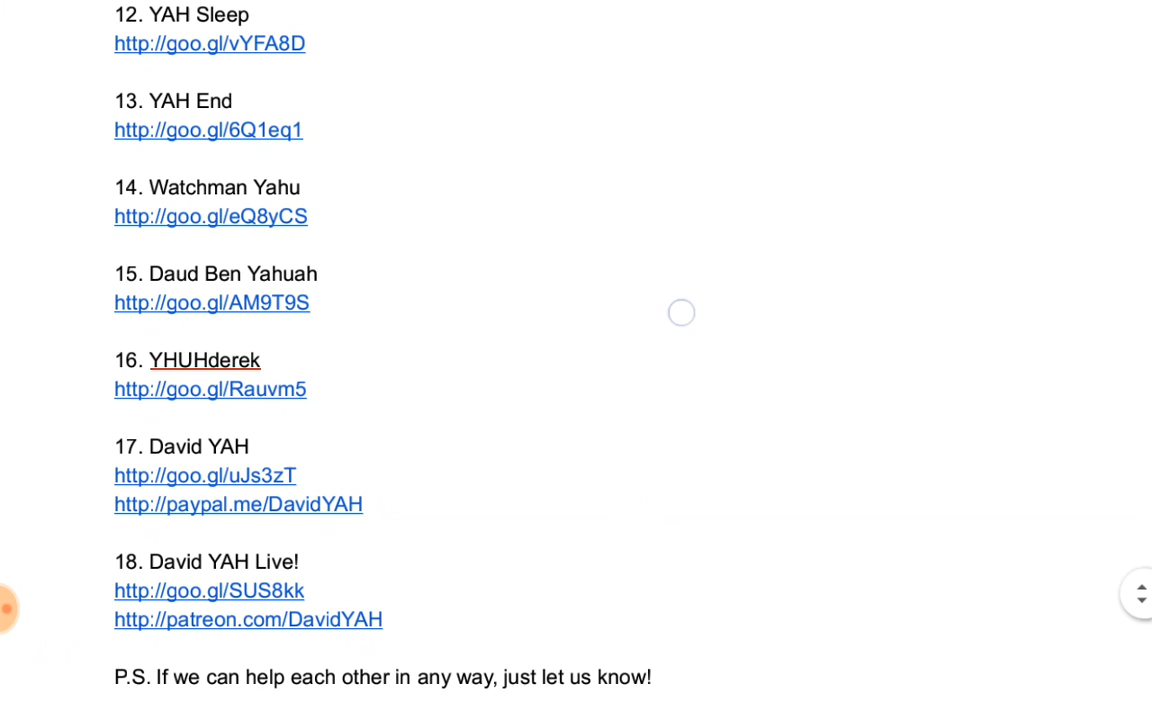 12. YAH Sleep
http://goo.gl/vYFA8D
13. YAH End
http://goo.gl/6Q1eq1
14. Watchman Yahu
http://goo.gl/eQ8yCS
15. Daud Ben Yahuah
http://goo.gl/AM9T9S
16. YHUHderek
http://goo.gl/Rauvm5
17. David YAH
http://goo.gl/uJs3zT
http://paypal.me/DavidYAH
18. David YAH Live!
http://goo.gl/SUS8kk
http://patreon.com/DavidYAH
P.S. If we can help each other in any way, just let us know!